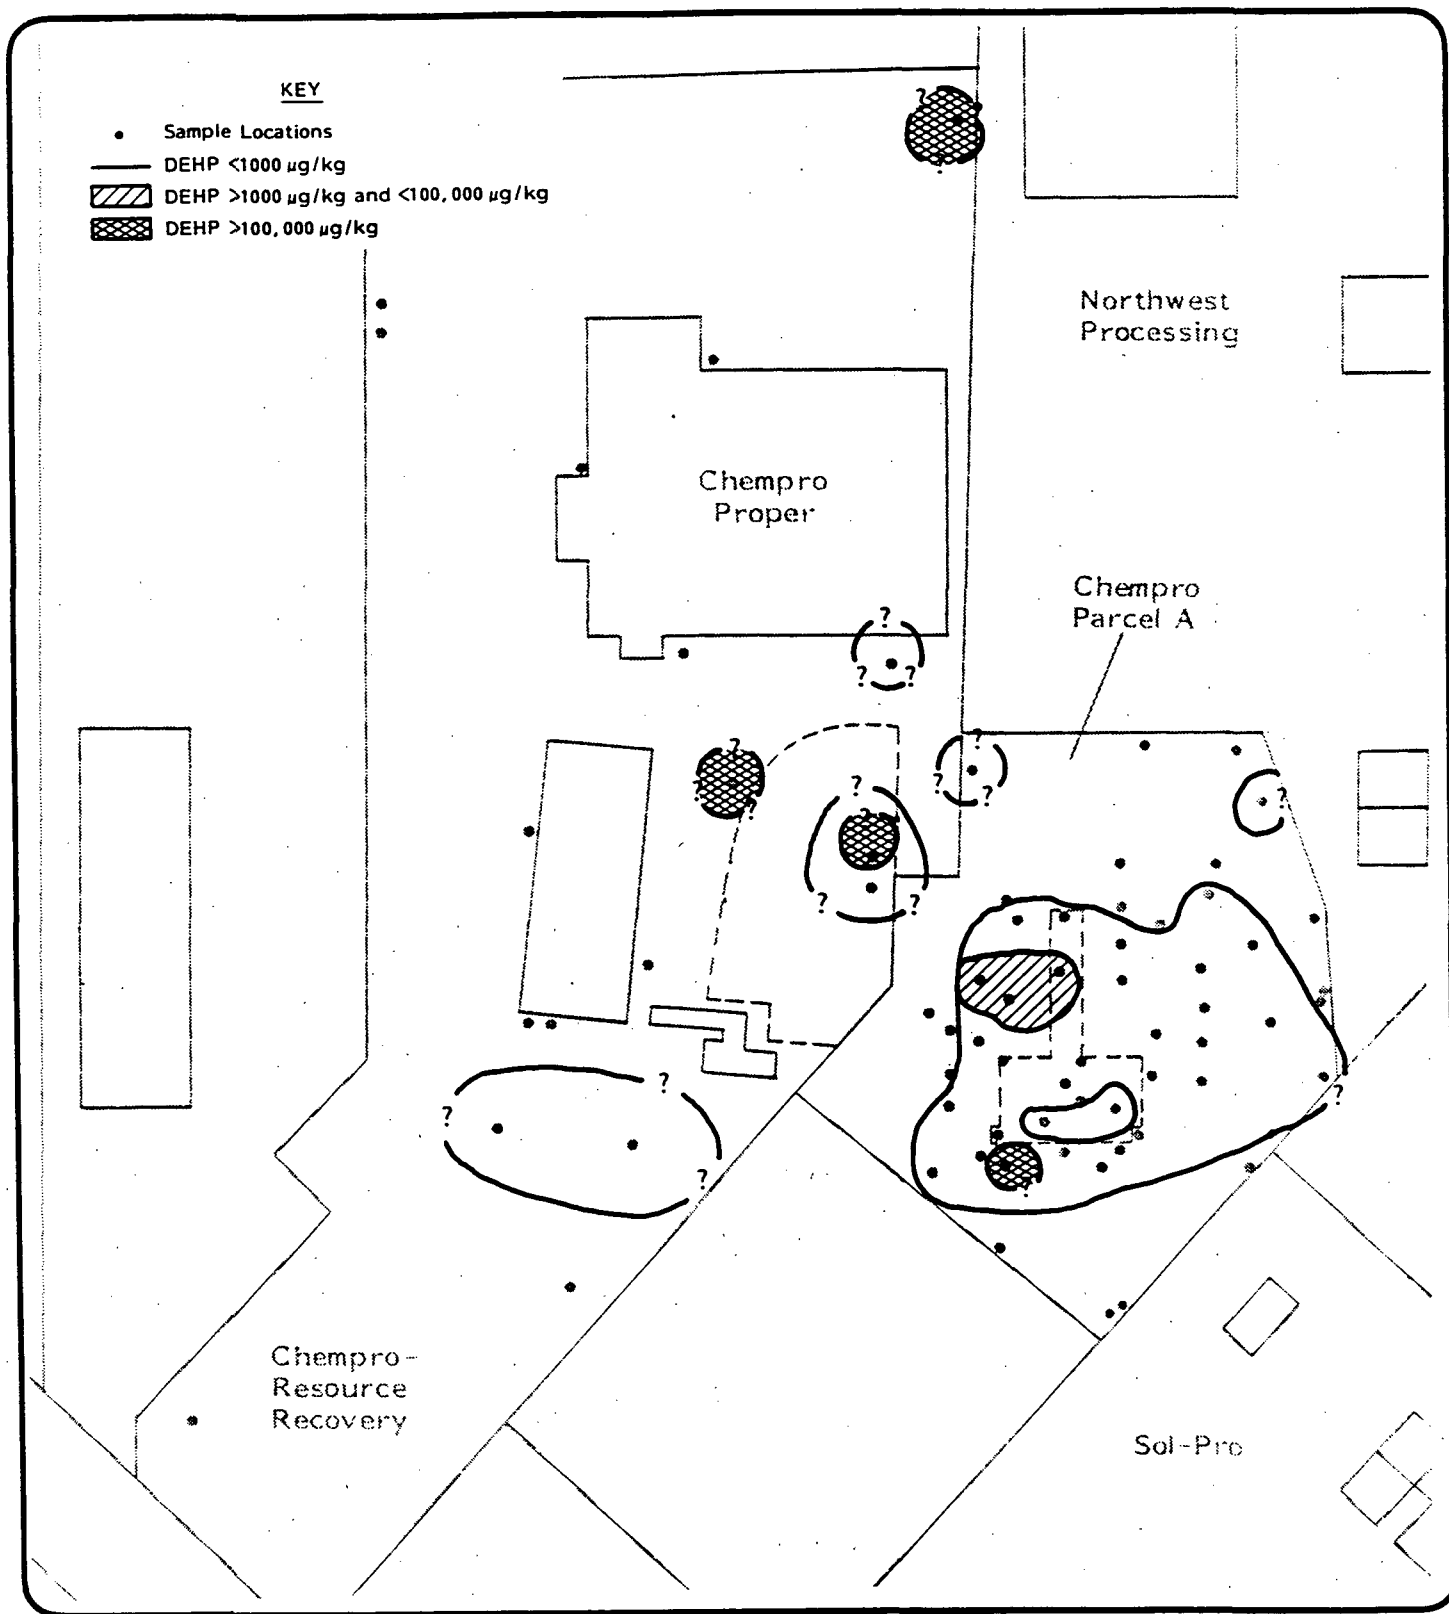 KEY
Sample Locations
DEHP <1000 µg/kg
DEHP >1000 µg/kg and <100,000 µg/kg
DEHP >100,000 µg/kg
?
?
Northwest
Processing
Chempro
Proper
Chempro
Parcel A
?
? ?
?
?
?
? ?
? ?
?
?
?
? ?
?
?
?
?
?
?
Chempro-
Resource
Recovery
Sol-Pro